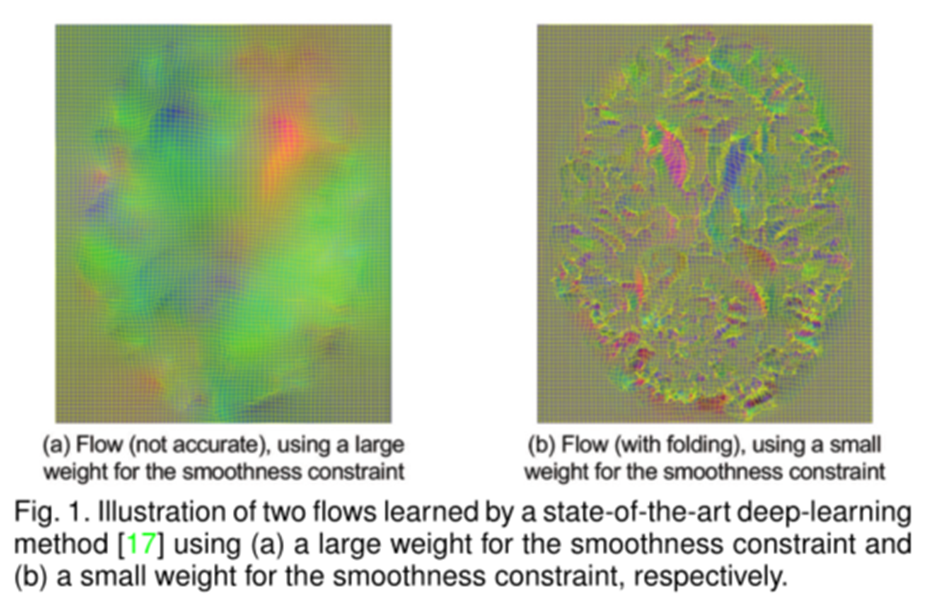 (a) Flow (not accurate), using a large
weight for the smoothness constraint
(b) Flow (with folding), using a small
weight for the smoothness constraint
Fig. 1. Illustration of two flows learned by a state-of-the-art deep-learning
method [17] using (a) a large weight for the smoothness constraint and
(b) a small weight for the smoothness constraint, respectively.